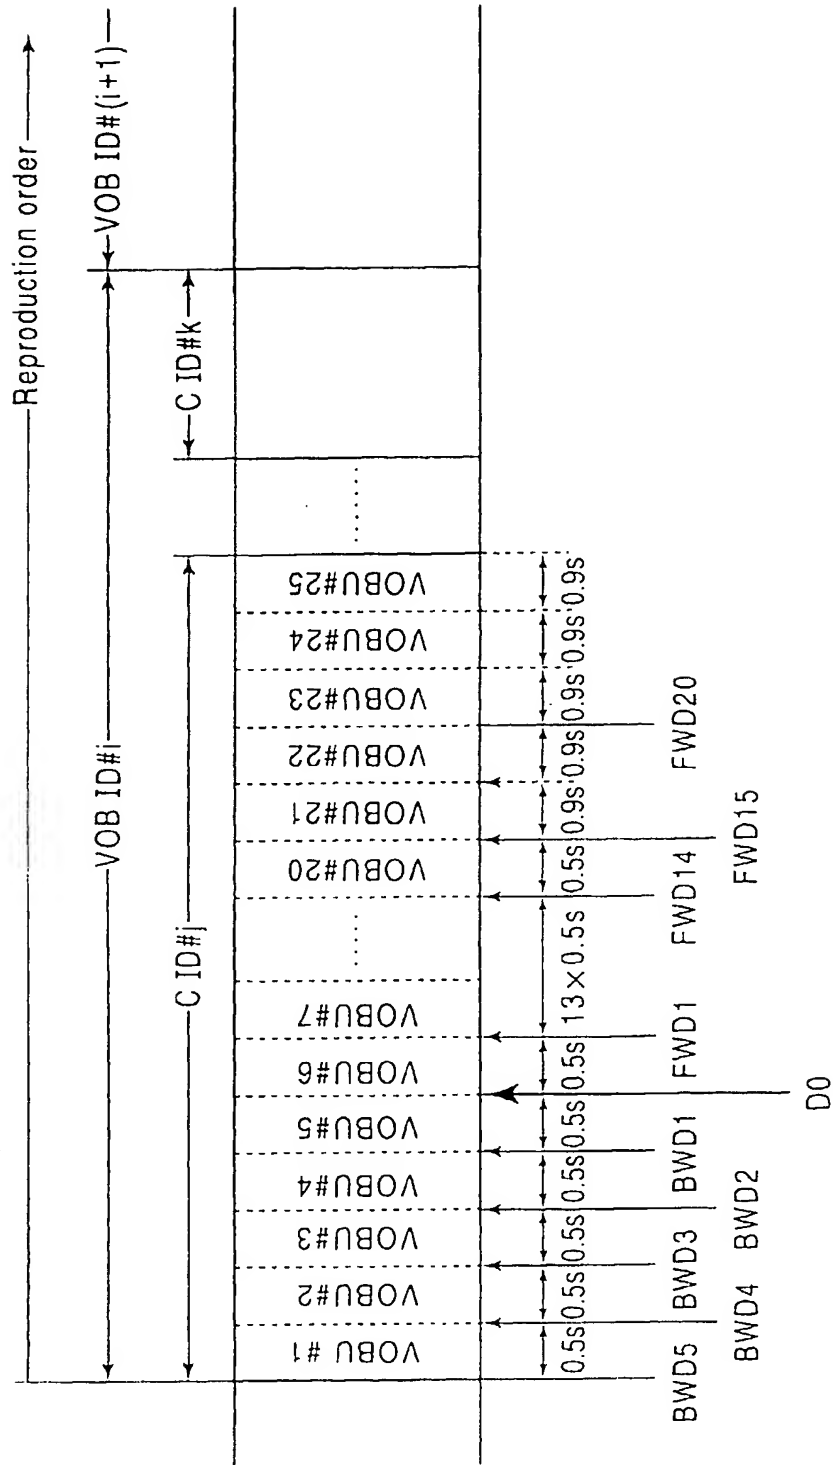 Reproduction order
VOB ID#i
VOB ID#(i+1)
C ID#j
C ID#k
VOBU #1
VOBU#2
VOBU#3
VOBU#4
VOBU#5
VOBU#6
VOBU#7
........
VOBU#20
VOBU#21
VOBU#22
VOBU#23
VOBU#24
VOBU#25
........
0.5s 0.5s 0.5s 0.5s 0.5s 0.5s 13×0.5s 0.5s 0.9s 0.9s 0.9s 0.9s 0.9s
BWD5 BWD3 BWD1 FWD1 FWD14 FWD20
BWD4 BWD2 FWD15
D0